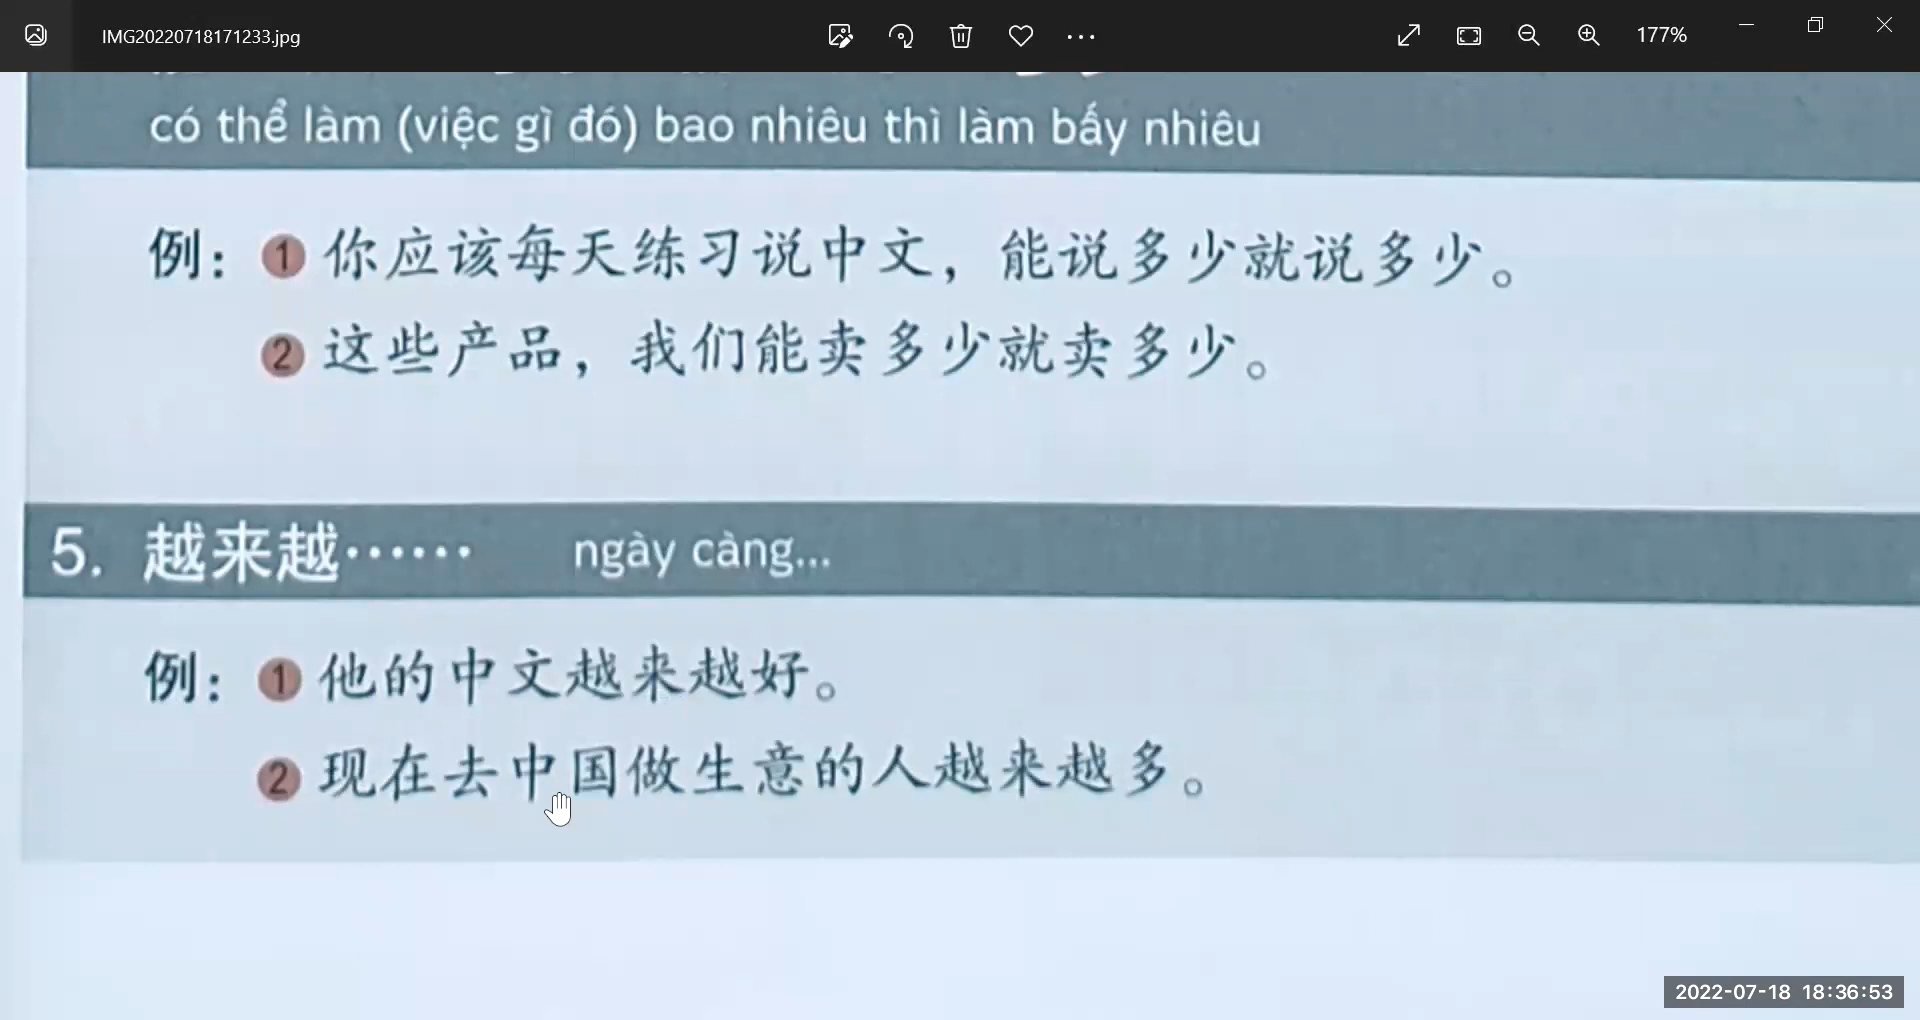 IMG20220718171233.jpg
177%
có thể làm (việc gì đó) bao nhiêu thì làm bấy nhiêu
例：1 你应该每天练习说中文，能说多少就说多少。
2 这些产品，我们能卖多少就卖多少。
5. 越来越…… ngày càng...
例：1 他的中文越来越好。
2 现在去中国做生意的人越来越多。
2022-07-18 18:36:53